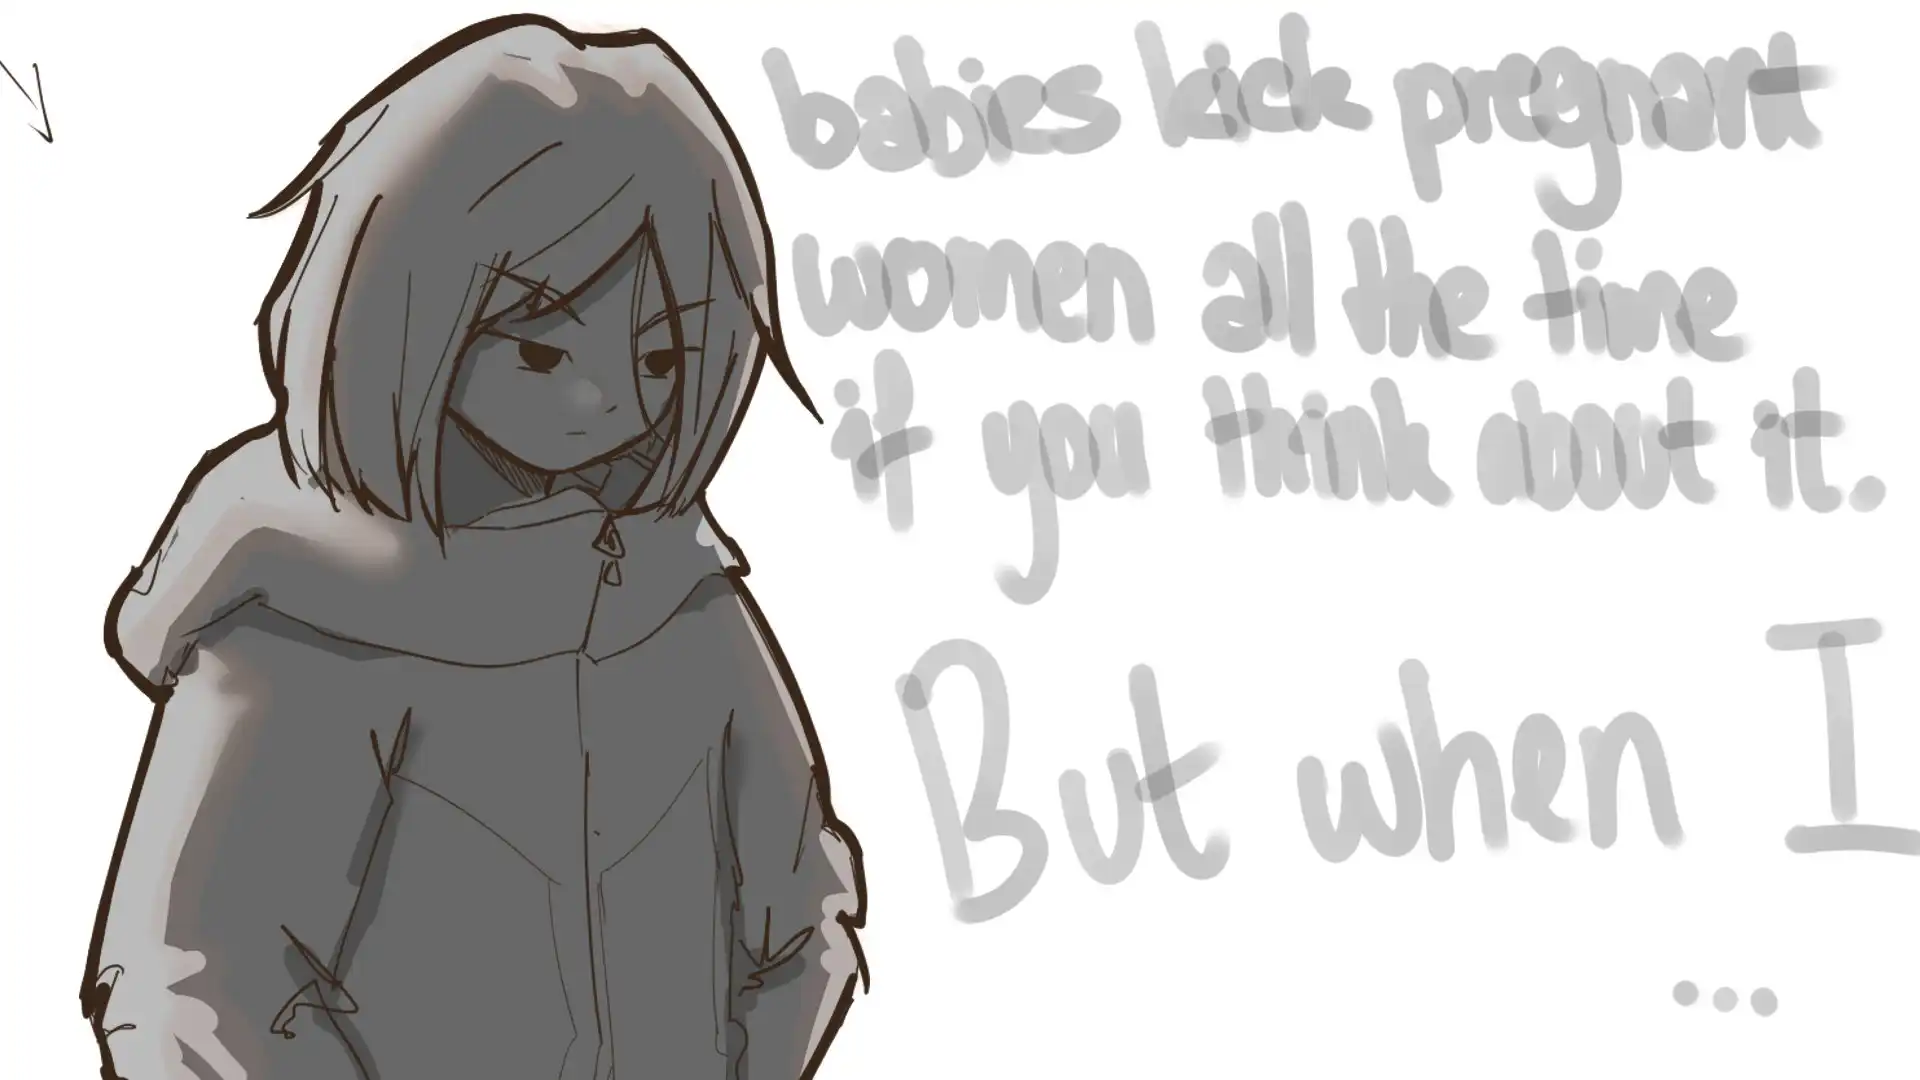 babies kick pregnant
women all the time
if you think about it.
But when I
...